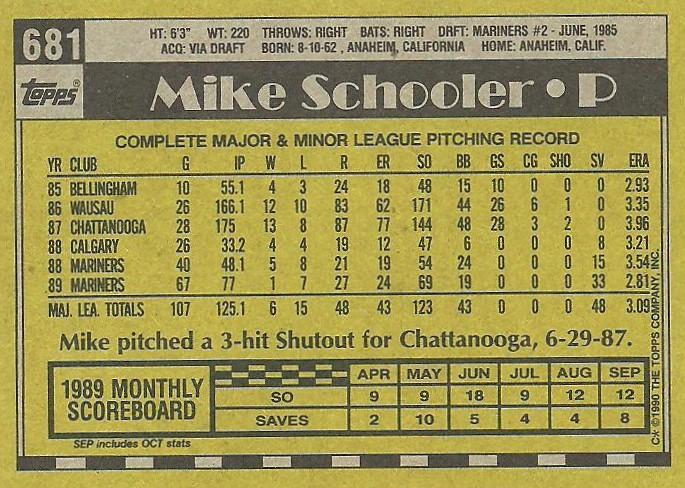 681
HT: 6'3" WT: 220 THROWS: RIGHT BATS: RIGHT DRFT: MARINERS #2 - JUNE, 1985
ACQ: VIA DRAFT BORN: 8-10-62 , ANAHEIM, CALIFORNIA HOME: ANAHEIM, CALIF.
topps®
Mike Schooler • P
COMPLETE MAJOR & MINOR LEAGUE PITCHING RECORD
YR CLUB G IP W L R ER SO BB GS CG SHO SV ERA
85 BELLINGHAM 10 55.1 4 3 24 18 48 15 10 0 0 0 2.93
86 WAUSAU 26 166.1 12 10 83 62 171 44 26 6 1 0 3.35
87 CHATTANOOGA 28 175 13 8 87 77 144 48 28 3 2 0 3.96
88 CALGARY 26 33.2 4 4 19 12 47 6 0 0 0 8 3.21
88 MARINERS 40 48.1 5 8 21 19 54 24 0 0 0 15 3.54
89 MARINERS 67 77 1 7 27 24 69 19 0 0 0 33 2.81
MAJ. LEA. TOTALS 107 125.1 6 15 48 43 123 43 0 0 0 48 3.09
Mike pitched a 3-hit Shutout for Chattanooga, 6-29-87.
1989 MONTHLY SCOREBOARD
APR MAY JUN JUL AUG SEP
SO 9 9 18 9 12 12
SAVES 2 10 5 4 4 8
SEP includes OCT stats
C* ©1990 THE TOPPS COMPANY, INC.